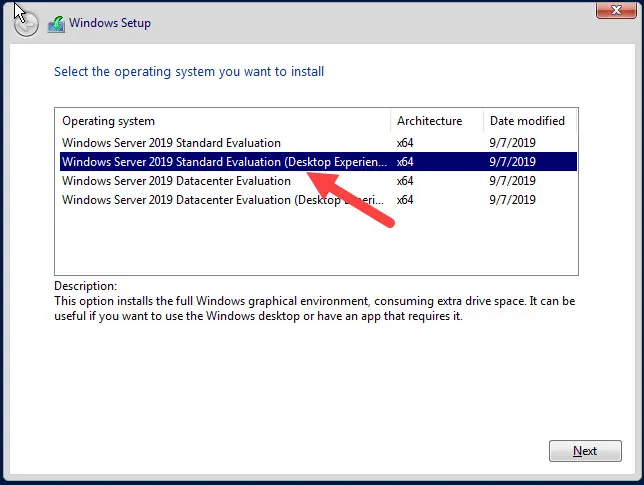 Windows Setup
Select the operating system you want to install
Operating system Architecture Date modified
Windows Server 2019 Standard Evaluation x64 9/7/2019
Windows Server 2019 Standard Evaluation (Desktop Experien... x64 9/7/2019
Windows Server 2019 Datacenter Evaluation x64 9/7/2019
Windows Server 2019 Datacenter Evaluation (Desktop Experi... x64 9/7/2019
Description:
This option installs the full Windows graphical environment, consuming extra drive space. It can be
useful if you want to use the Windows desktop or have an app that requires it.
Next